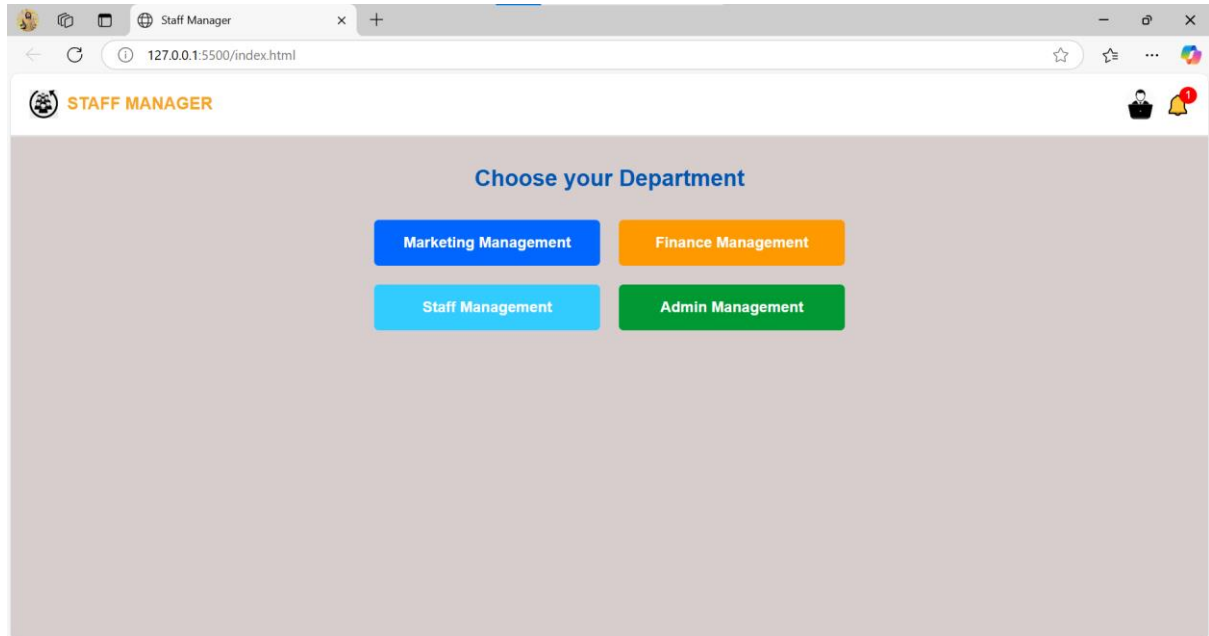 Staff Manager
127.0.0.1:5500/index.html
STAFF MANAGER
1
Choose your Department
Marketing Management
Finance Management
Staff Management
Admin Management